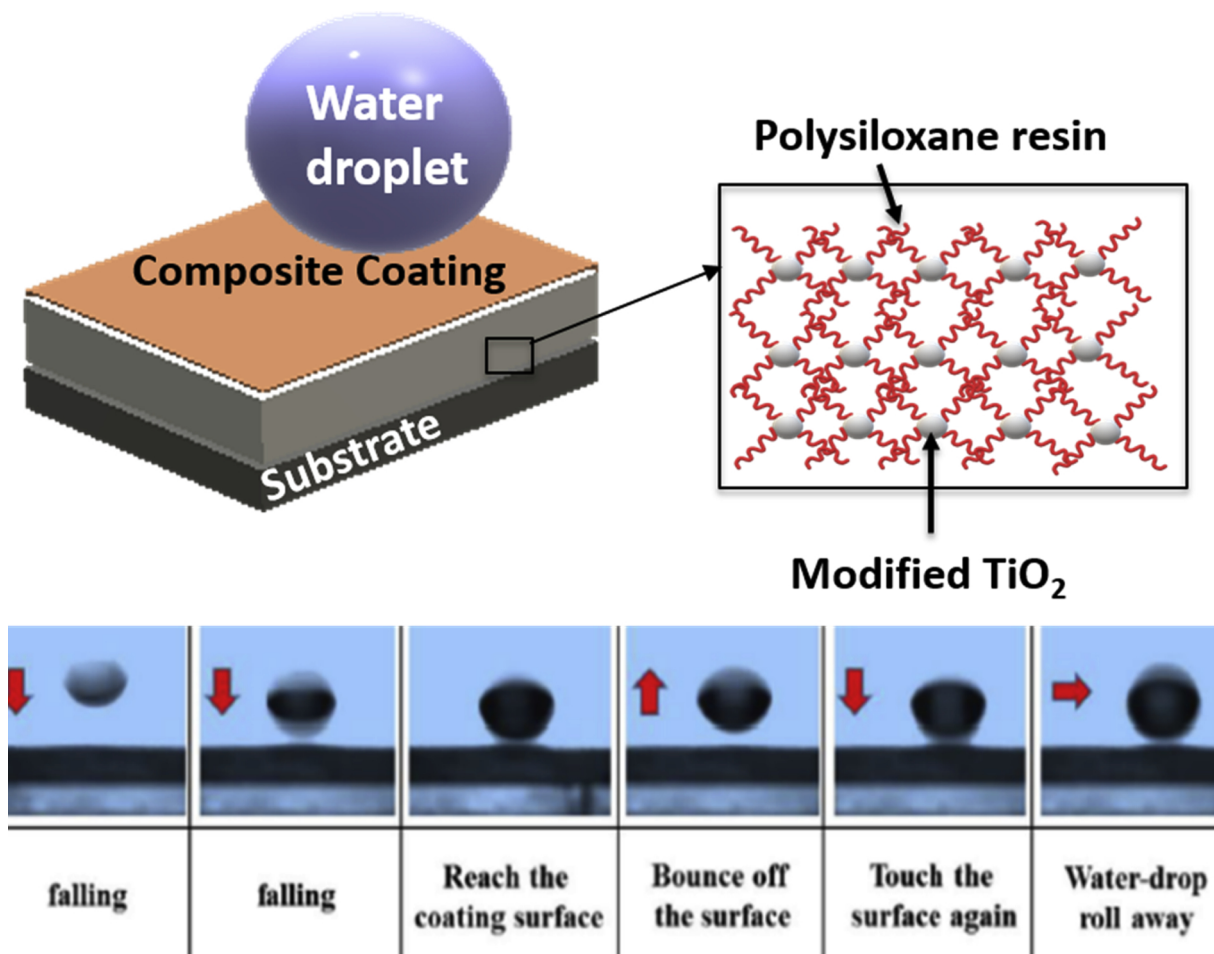 Water
droplet
Composite Coating
Substrate
Polysiloxane resin
Modified TiO₂
falling
falling
Reach the
coating surface
Bounce off
the surface
Touch the
surface again
Water-drop
roll away